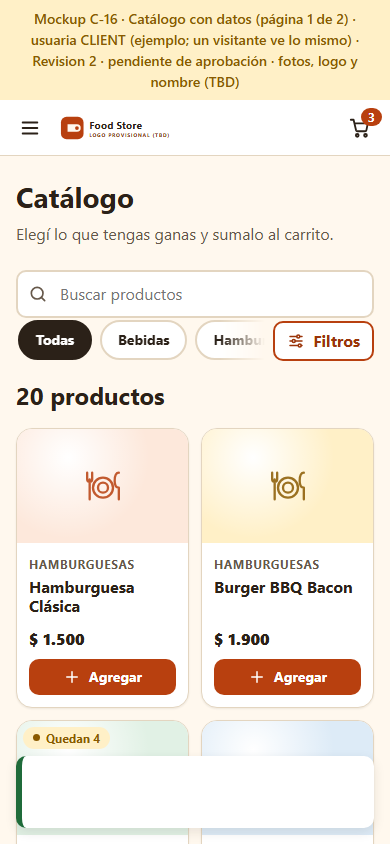 Mockup C-16 · Catálogo con datos (página 1 de 2) ·
usuaria CLIENT (ejemplo; un visitante ve lo mismo) ·
Revision 2 · pendiente de aprobación · fotos, logo y
nombre (TBD)
Food Store
LOGO PROVISIONAL (TBD)
3
Catálogo
Elegí lo que tengas ganas y sumalo al carrito.
Buscar productos
Todas
Bebidas
Hambu
Filtros
20 productos
HAMBURGUESAS
Hamburguesa
Clásica
$ 1.500
Agregar
HAMBURGUESAS
Burger BBQ Bacon
$ 1.900
Agregar
Quedan 4